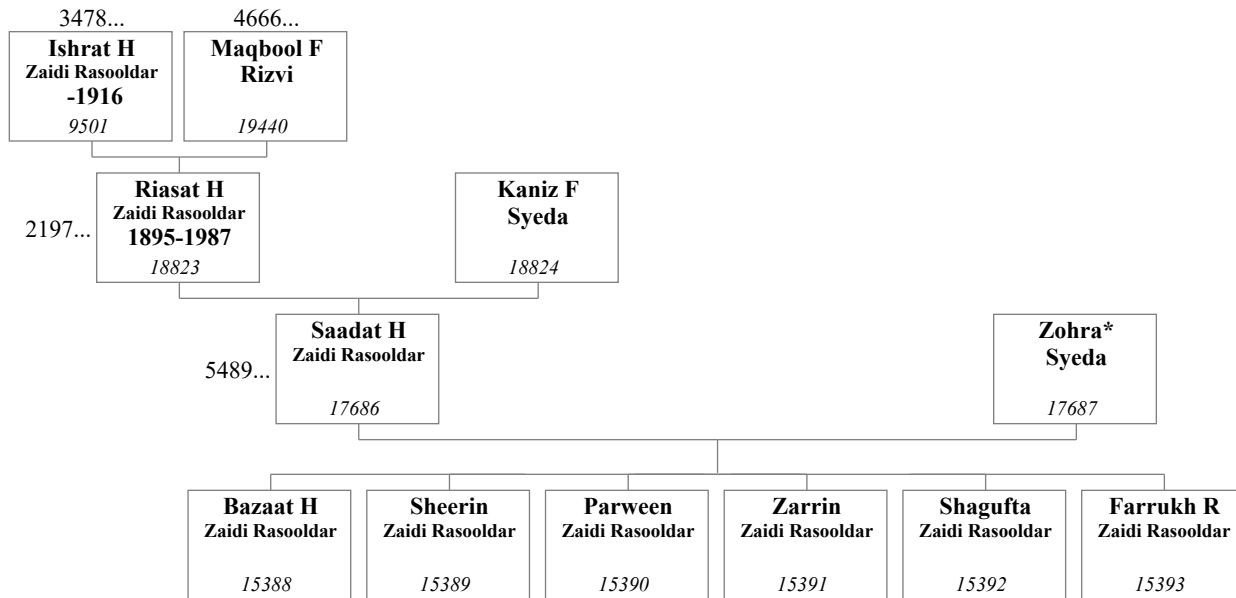 3478...
4666...
Ishrat H
Zaidi Rasooldar
-1916
9501
Maqbool F
Rizvi
19440
2197...
Riasat H
Zaidi Rasooldar
1895-1987
18823
Kaniz F
Syeda
18824
5489...
Saadat H
Zaidi Rasooldar
17686
Zohra*
Syeda
17687
Bazaat H
Zaidi Rasooldar
15388
Sheerin
Zaidi Rasooldar
15389
Parween
Zaidi Rasooldar
15390
Zarrin
Zaidi Rasooldar
15391
Shagufta
Zaidi Rasooldar
15392
Farrukh R
Zaidi Rasooldar
15393